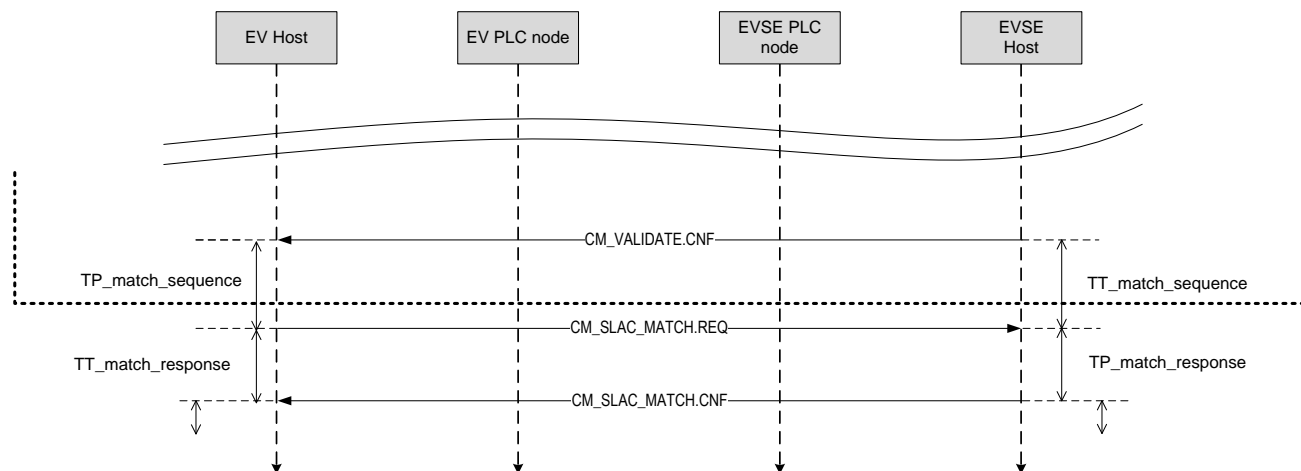 EV Host
EV PLC node
EVSE PLC
node
EVSE
Host
CM_VALIDATE.CNF
TP_match_sequence
TT_match_sequence
CM_SLAC_MATCH.REQ
TT_match_response
TP_match_response
CM_SLAC_MATCH.CNF